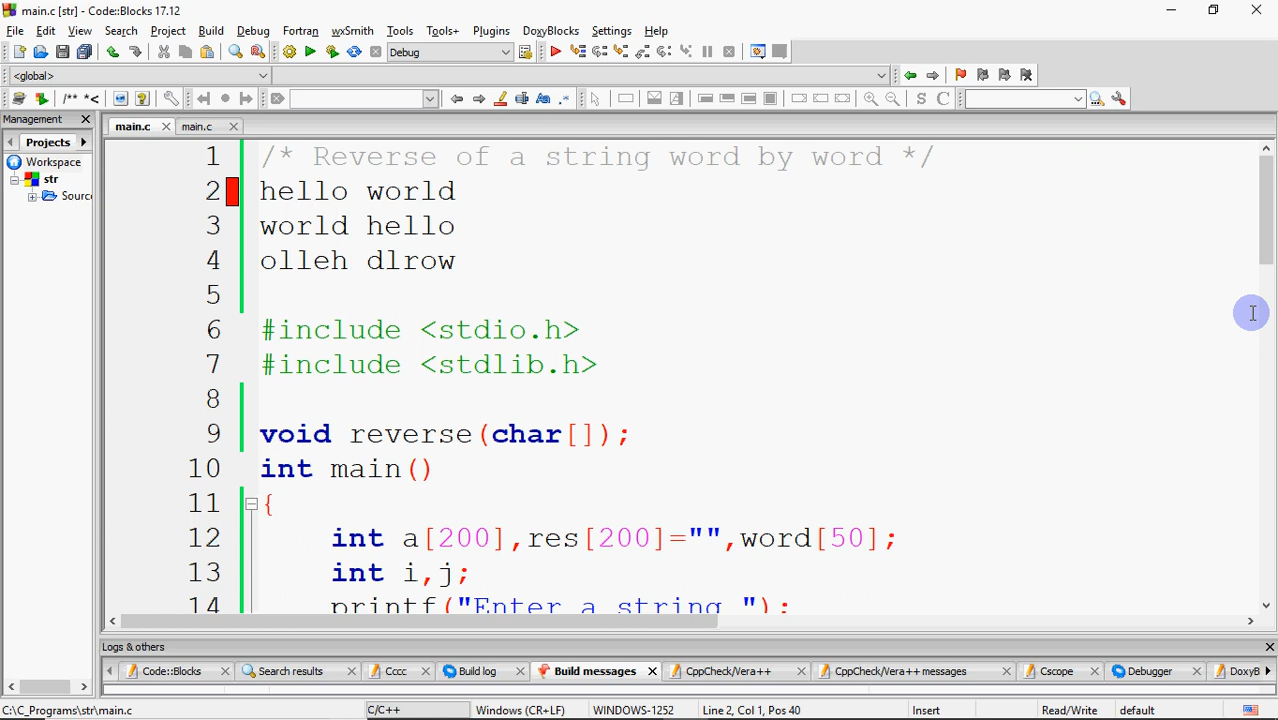 main.c [str] - Code::Blocks 17.12
File Edit View Search Project Build Debug Fortran wxSmith Tools Tools+ Plugins DoxyBlocks Settings Help
Debug
<global>
/** *<
S C
Management
main.c main.c
Projects
Workspace
str
Sourc
1 /* Reverse of a string word by word */
2 hello world
3 world hello
4 olleh dlrow
5
6 #include <stdio.h>
7 #include <stdlib.h>
8
9 void reverse(char[]);
10 int main()
11 {
12 int a[200],res[200]="",word[50];
13 int i,j;
14 printf("Enter a string ");
Logs & others
Code::Blocks Search results Cccc Build log Build messages CppCheck/Vera++ CppCheck/Vera++ messages Cscope Debugger DoxyB
C:\C_Programs\str\main.c C/C++ Windows (CR+LF) WINDOWS-1252 Line 2, Col 1, Pos 40 Insert Read/Write default